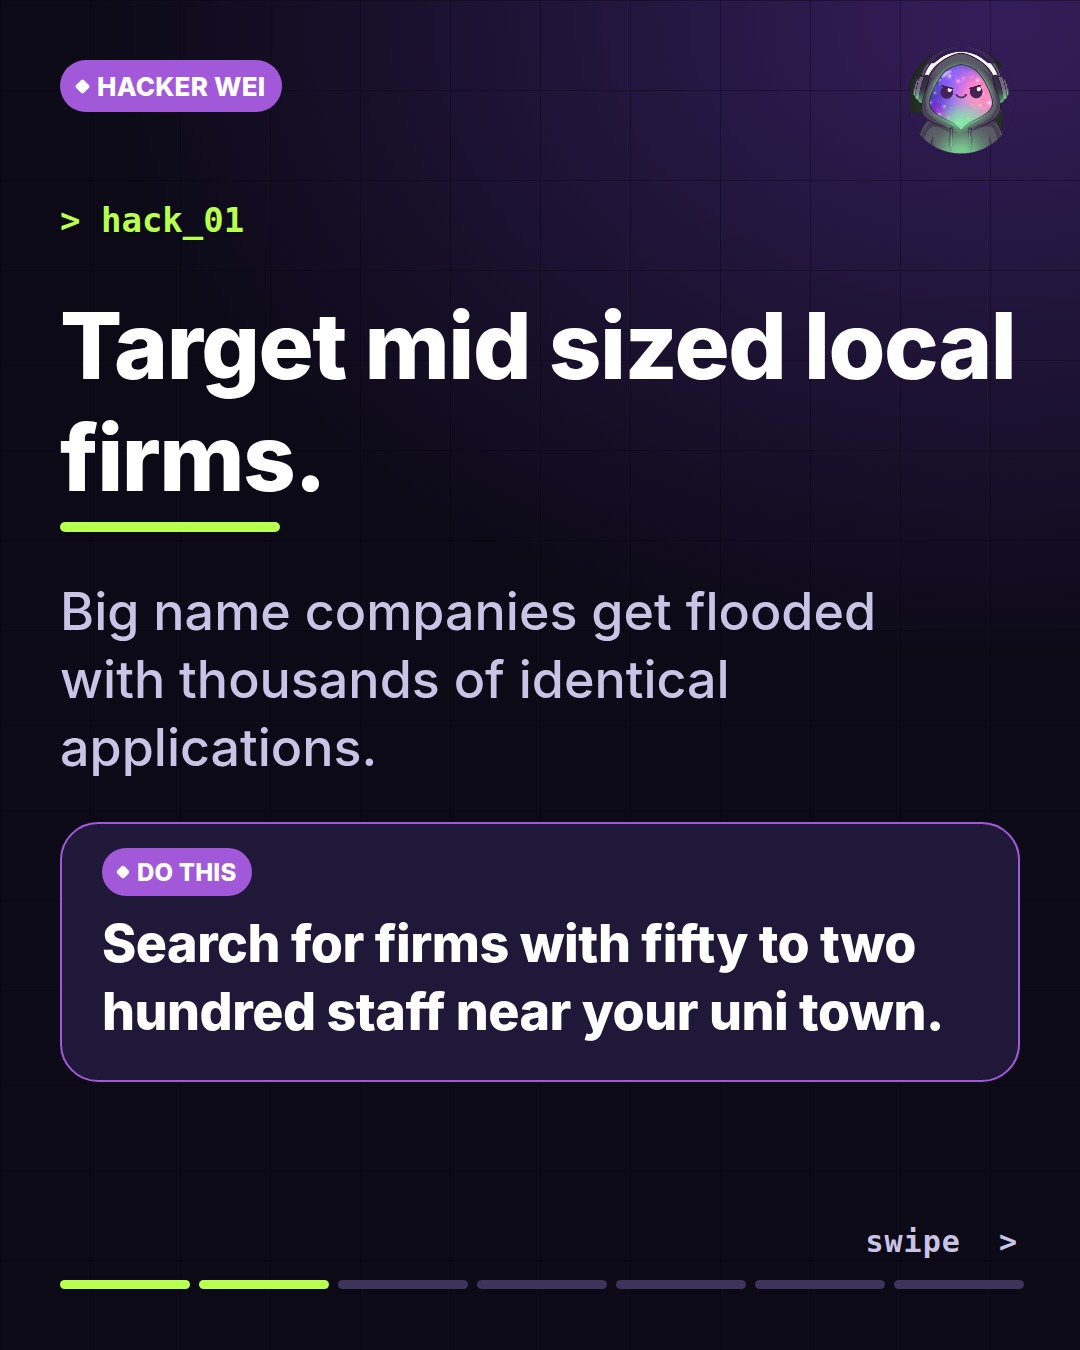 HACKER WEI
> hack_01
Target mid sized local
firms.
Big name companies get flooded
with thousands of identical
applications.
DO THIS
Search for firms with fifty to two
hundred staff near your uni town.
swipe >